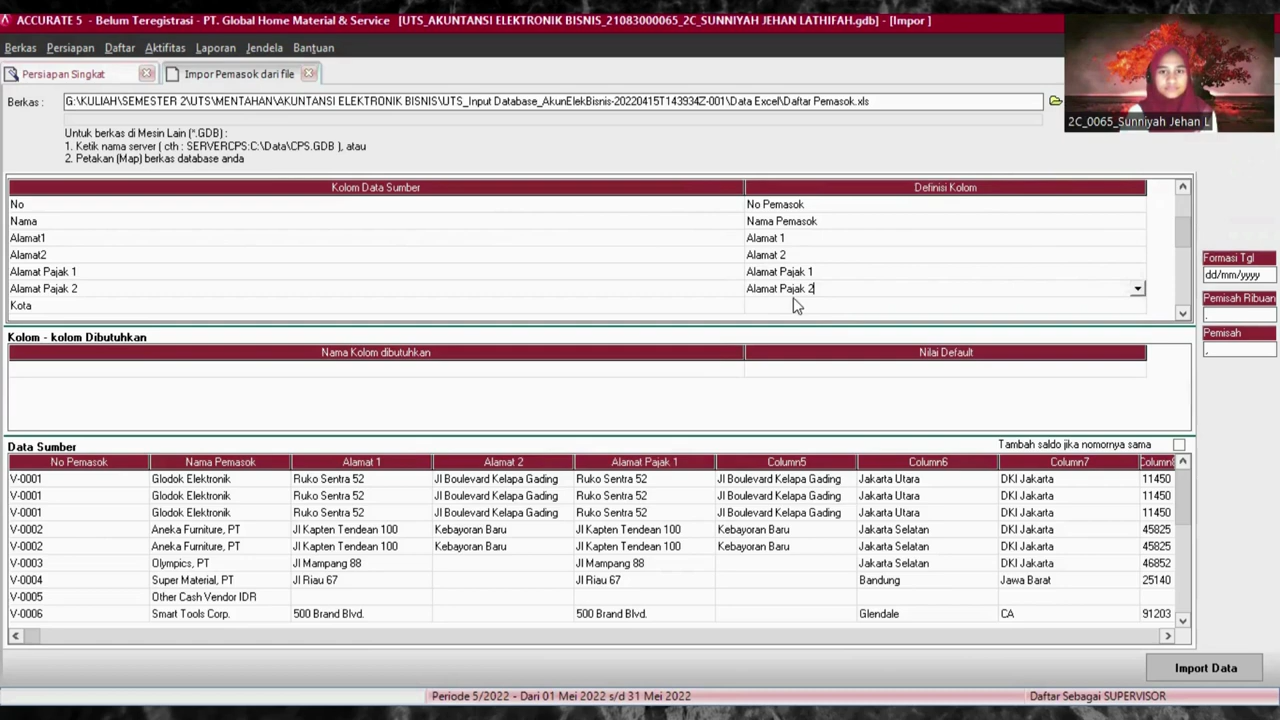 ACCURATE 5 - Belum Teregistrasi - PT. Global Home Material & Service [UTS_AKUNTANSI ELEKTRONIK BISNIS_21083000065_2C_SUNNIYAH JEHAN LATHIFAH.gdb] - [Impor ]
Berkas Persiapan Daftar Aktifitas Laporan Jendela Bantuan
Persiapan Singkat Impor Pemasok dari file
Berkas : G:\KULIAH\SEMESTER 2\UTS\MENTAHAN\AKUNTANSI ELEKTRONIK BISNIS\UTS_Input Database_AkunElekBisnis-20220415T143934Z-001\Data Excel\Daftar Pemasok.xls
2C_0065_Sunniyah Jehan L
Untuk berkas di Mesin Lain (*.GDB) :
1. Ketik nama server ( cth : SERVERCPS:C:\Data\CPS.GDB ), atau
2. Petakan (Map) berkas database anda
Kolom Data Sumber Definisi Kolom
No No Pemasok
Nama Nama Pemasok
Alamat1 Alamat 1
Alamat2 Alamat 2
Alamat Pajak 1 Alamat Pajak 1
Alamat Pajak 2 Alamat Pajak 2
Kota
Formasi Tgl
dd/mm/yyyy
Pemisah Ribuan
.
Pemisah
,
Kolom - kolom Dibutuhkan
Nama Kolom dibutuhkan Nilai Default
Data Sumber Tambah saldo jika nomornya sama
No Pemasok Nama Pemasok Alamat 1 Alamat 2 Alamat Pajak 1 Column5 Column6 Column7
V-0001 Glodok Elektronik Ruko Sentra 52 Jl Boulevard Kelapa Gading Ruko Sentra 52 Jl Boulevard Kelapa Gading Jakarta Utara DKI Jakarta 11450
V-0001 Glodok Elektronik Ruko Sentra 52 Jl Boulevard Kelapa Gading Ruko Sentra 52 Jl Boulevard Kelapa Gading Jakarta Utara DKI Jakarta 11450
V-0001 Glodok Elektronik Ruko Sentra 52 Jl Boulevard Kelapa Gading Ruko Sentra 52 Jl Boulevard Kelapa Gading Jakarta Utara DKI Jakarta 11450
V-0002 Aneka Furniture, PT Jl Kapten Tendean 100 Kebayoran Baru Jl Kapten Tendean 100 Kebayoran Baru Jakarta Selatan DKI Jakarta 45825
V-0002 Aneka Furniture, PT Jl Kapten Tendean 100 Kebayoran Baru Jl Kapten Tendean 100 Kebayoran Baru Jakarta Selatan DKI Jakarta 45825
V-0003 Olympics, PT Jl Mampang 88 Jl Mampang 88 Jakarta Selatan DKI Jakarta 46852
V-0004 Super Material, PT Jl Riau 67 Jl Riau 67 Bandung Jawa Barat 25140
V-0005 Other Cash Vendor IDR
V-0006 Smart Tools Corp. 500 Brand Blvd. 500 Brand Blvd. Glendale CA 91203
Import Data
Periode 5/2022 - Dari 01 Mei 2022 s/d 31 Mei 2022 Daftar Sebagai SUPERVISOR